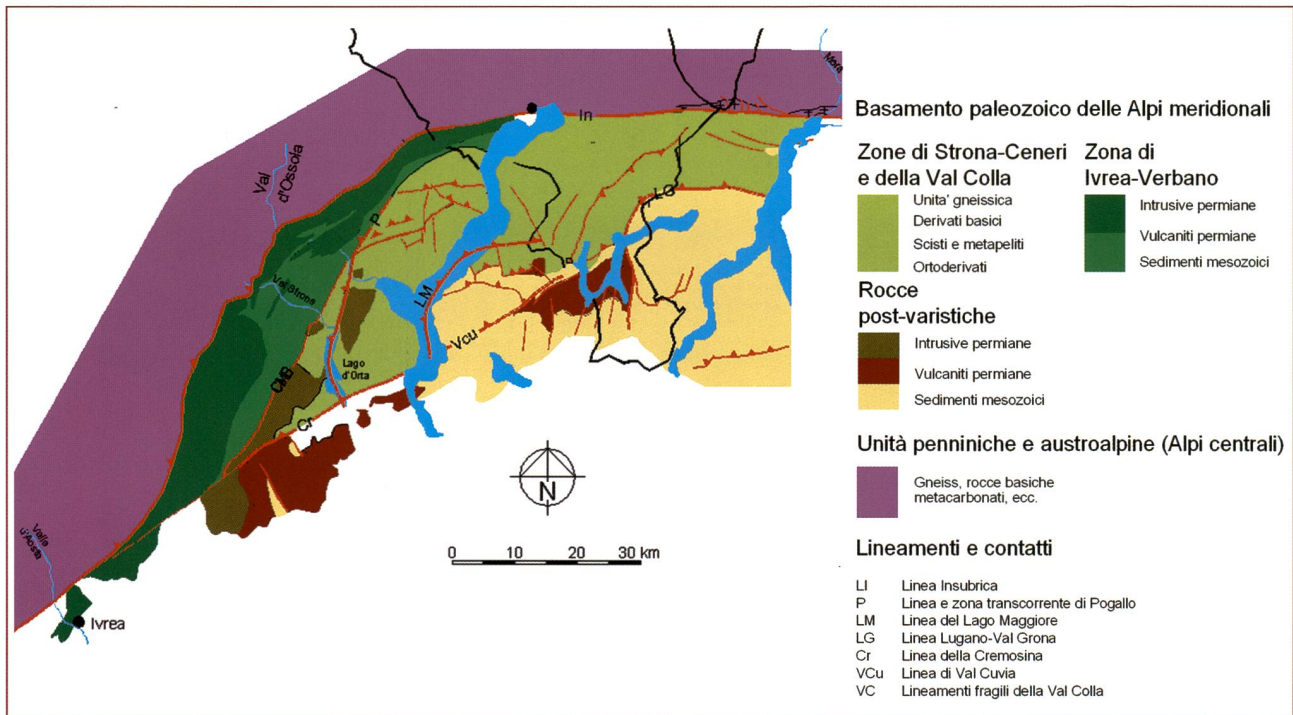 Mera
In
Val
d'Ossola
LG
P
Val Strona
LM
Vcu
CMB
Lago
d'Orta
Cr
N
0 10 20 30 km
Valle
d'Aosta
Ivrea
Basamento paleozoico delle Alpi meridionali
Zone di Strona-Ceneri
e della Val Colla
Unita' gneissica
Derivati basici
Scisti e metapeliti
Ortoderivati
Zona di
Ivrea-Verbano
Intrusive permiane
Vulcaniti permiane
Sedimenti mesozoici
Rocce
post-varistiche
Intrusive permiane
Vulcaniti permiane
Sedimenti mesozoici
Unità penniniche e austroalpine (Alpi centrali)
Gneiss, rocce basiche
metacarbonati, ecc.
Lineamenti e contatti
LI Linea Insubrica
P Linea e zona transcorrente di Pogallo
LM Linea del Lago Maggiore
LG Linea Lugano-Val Grona
Cr Linea della Cremosina
VCu Linea di Val Cuvia
VC Lineamenti fragili della Val Colla